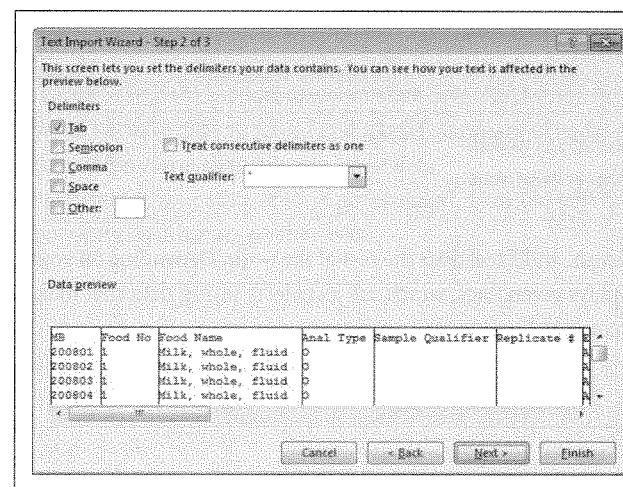 Text Import Wizard - Step 2 of 3
This screen lets you set the delimiters your data contains. You can see how your text is affected in the
preview below.
Delimiters
Tab
Semicolon
Treat consecutive delimiters as one
Comma
Text qualifier: "
Space
Other:
Data preview
MB Food No Food Name Anal Type Sample Qualifier Replicate #
200801 1 Milk, whole, fluid O A
200802 1 Milk, whole, fluid O A
200803 1 Milk, whole, fluid O A
200804 1 Milk, whole, fluid O A
Cancel < Back Next > Finish